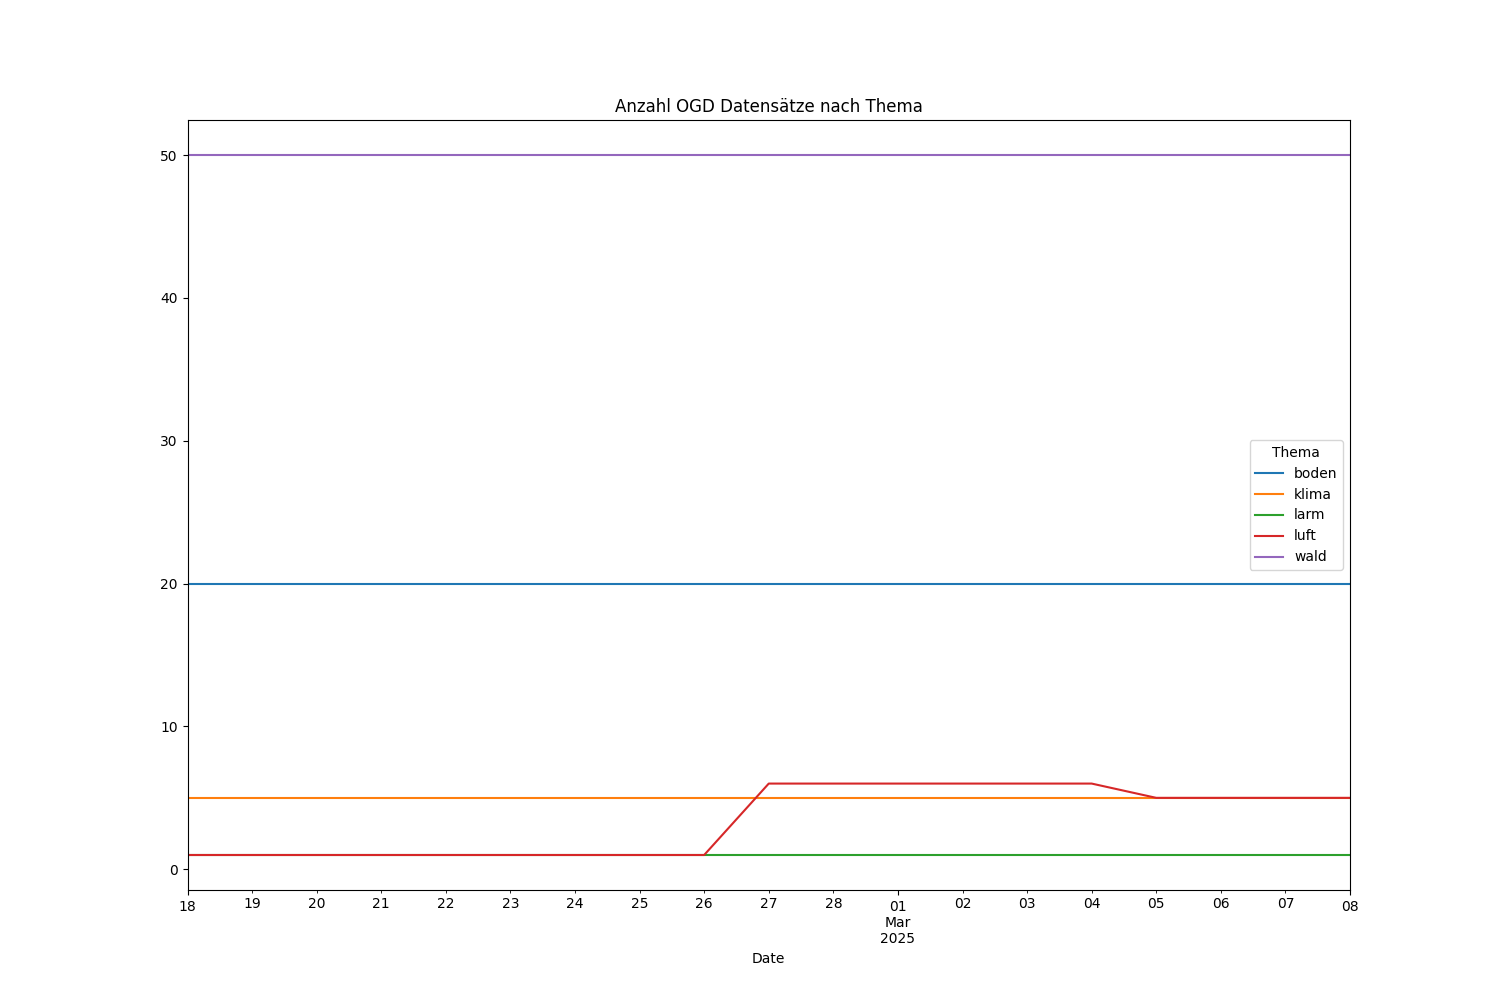 Anzahl OGD Datensätze nach Thema
50
40
30
20
10
0
Thema
boden
klima
larm
luft
wald
18 19 20 21 22 23 24 25 26 27 28 01 02 03 04 05 06 07 08
Mar
2025
Date